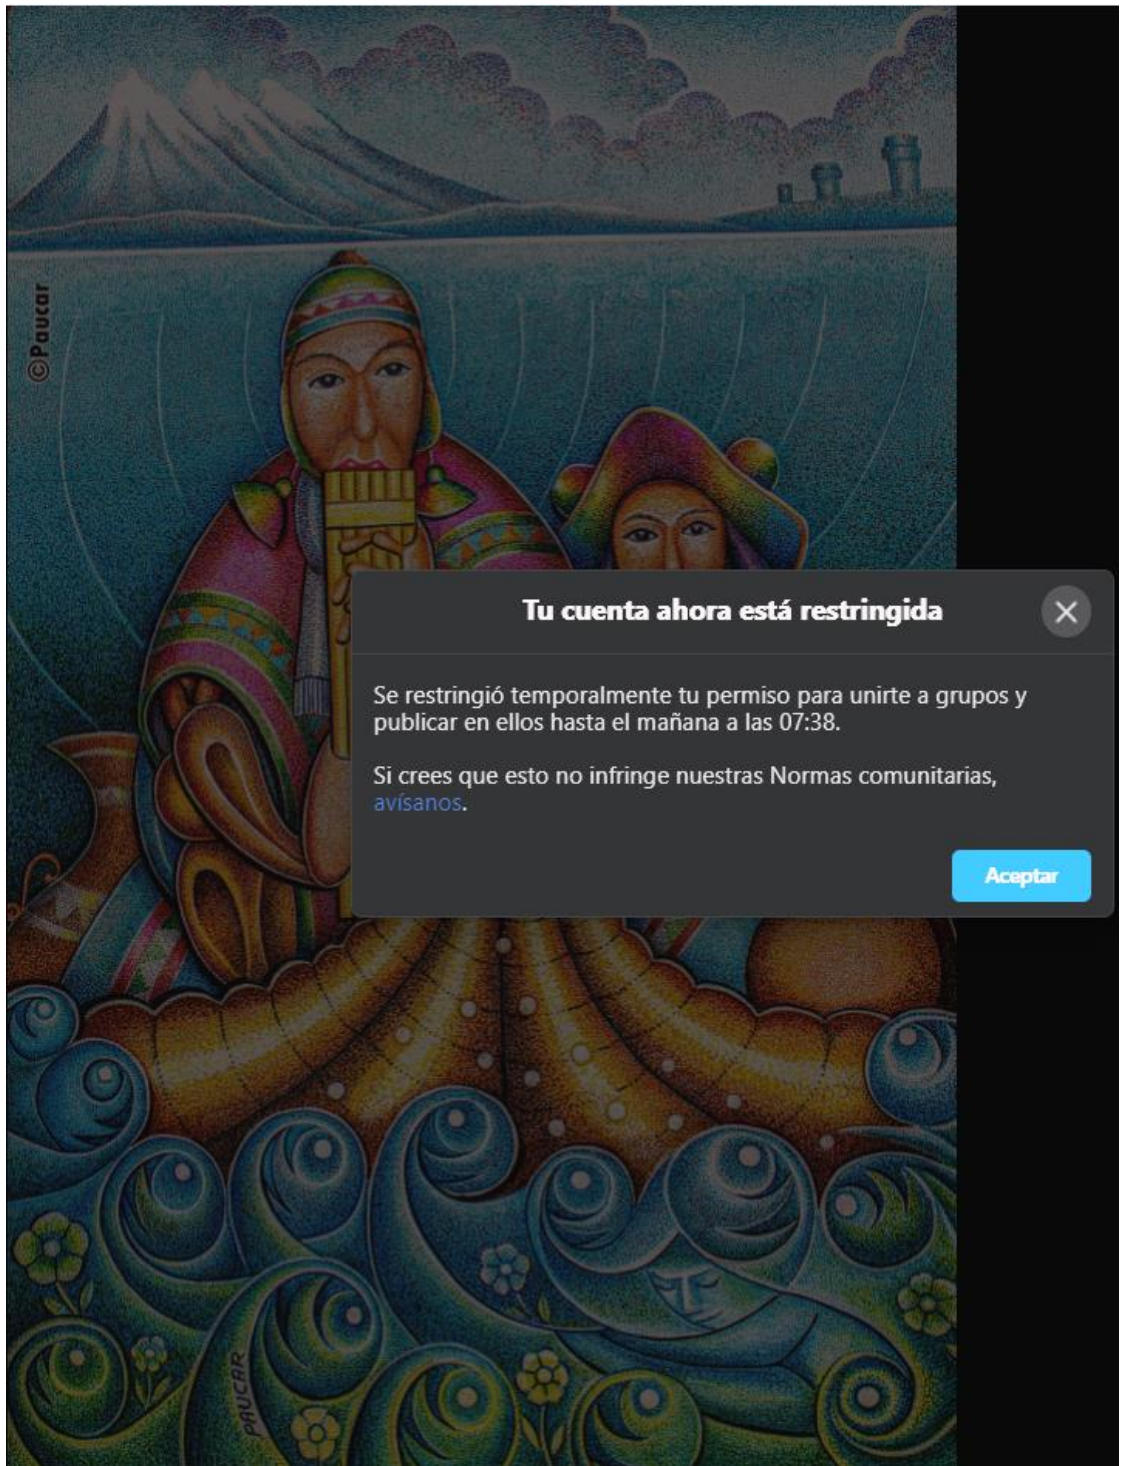 ©Paucar
Tu cuenta ahora está restringida
Se restringió temporalmente tu permiso para unirte a grupos y
publicar en ellos hasta el mañana a las 07:38.
Si crees que esto no infringe nuestras Normas comunitarias,
avísanos.
Aceptar
PAUCAR